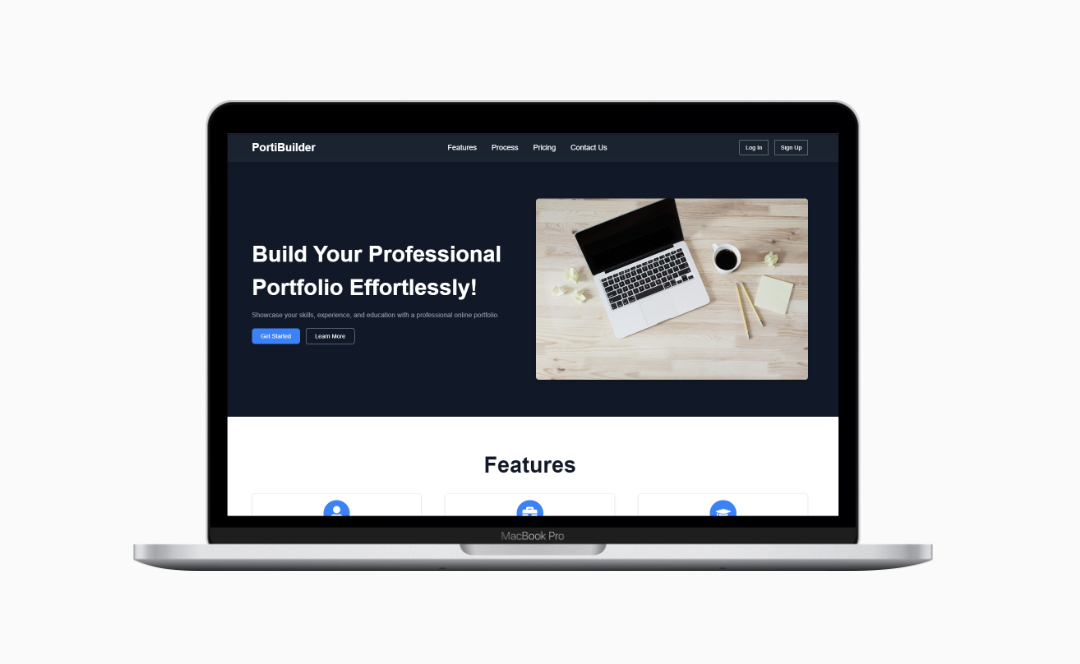 PortiBuilder
Features Process Pricing Contact Us
Log In Sign Up
Build Your Professional
Portfolio Effortlessly!
Showcase your skills, experience, and education with a professional online portfolio.
Get Started Learn More
Features
MacBook Pro